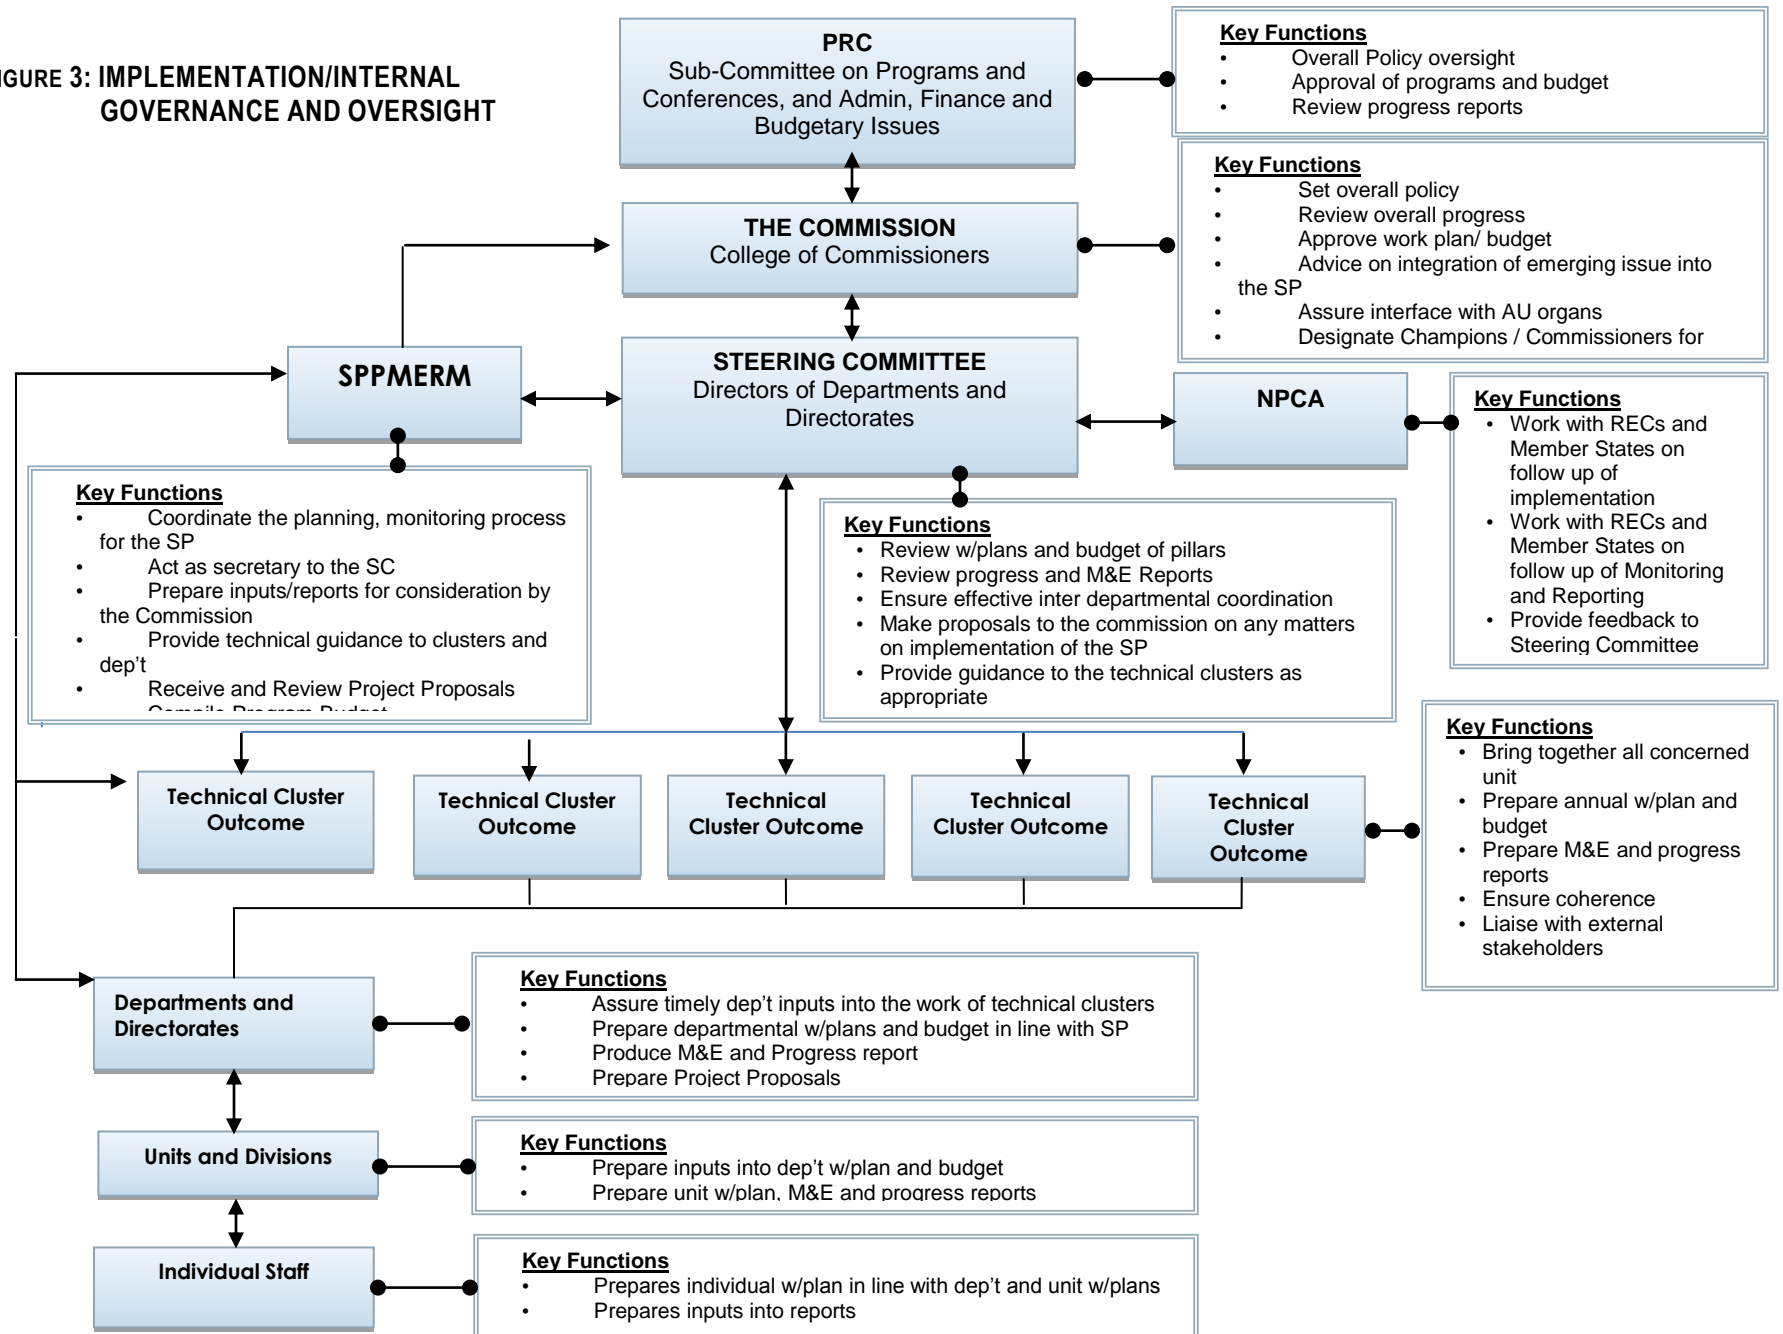 IGURE 3: IMPLEMENTATION/INTERNAL
GOVERNANCE AND OVERSIGHT
PRC
Sub-Committee on Programs and
Conferences, and Admin, Finance and
Budgetary Issues
Key Functions
• Overall Policy oversight
• Approval of programs and budget
• Review progress reports
THE COMMISSION
College of Commissioners
Key Functions
• Set overall policy
• Review overall progress
• Approve work plan/ budget
• Advice on integration of emerging issue into
the SP
• Assure interface with AU organs
• Designate Champions / Commissioners for
SPPMERM
STEERING COMMITTEE
Directors of Departments and
Directorates
NPCA
Key Functions
• Work with RECs and
Member States on
follow up of
implementation
• Work with RECs and
Member States on
follow up of Monitoring
and Reporting
• Provide feedback to
Steering Committee
Key Functions
• Coordinate the planning, monitoring process
for the SP
• Act as secretary to the SC
• Prepare inputs/reports for consideration by
the Commission
• Provide technical guidance to clusters and
dep't
• Receive and Review Project Proposals
• Compile Program Budget
Key Functions
• Review w/plans and budget of pillars
• Review progress and M&E Reports
• Ensure effective inter departmental coordination
• Make proposals to the commission on any matters
on implementation of the SP
• Provide guidance to the technical clusters as
appropriate
Technical Cluster
Outcome
Technical Cluster
Outcome
Technical
Cluster Outcome
Technical
Cluster Outcome
Technical
Cluster
Outcome
Key Functions
• Bring together all concerned
unit
• Prepare annual w/plan and
budget
• Prepare M&E and progress
reports
• Ensure coherence
• Liaise with external
stakeholders
Departments and
Directorates
Key Functions
• Assure timely dep't inputs into the work of technical clusters
• Prepare departmental w/plans and budget in line with SP
• Produce M&E and Progress report
• Prepare Project Proposals
Units and Divisions
Key Functions
• Prepare inputs into dep't w/plan and budget
• Prepare unit w/plan, M&E and progress reports
Individual Staff
Key Functions
• Prepares individual w/plan in line with dep't and unit w/plans
• Prepares inputs into reports